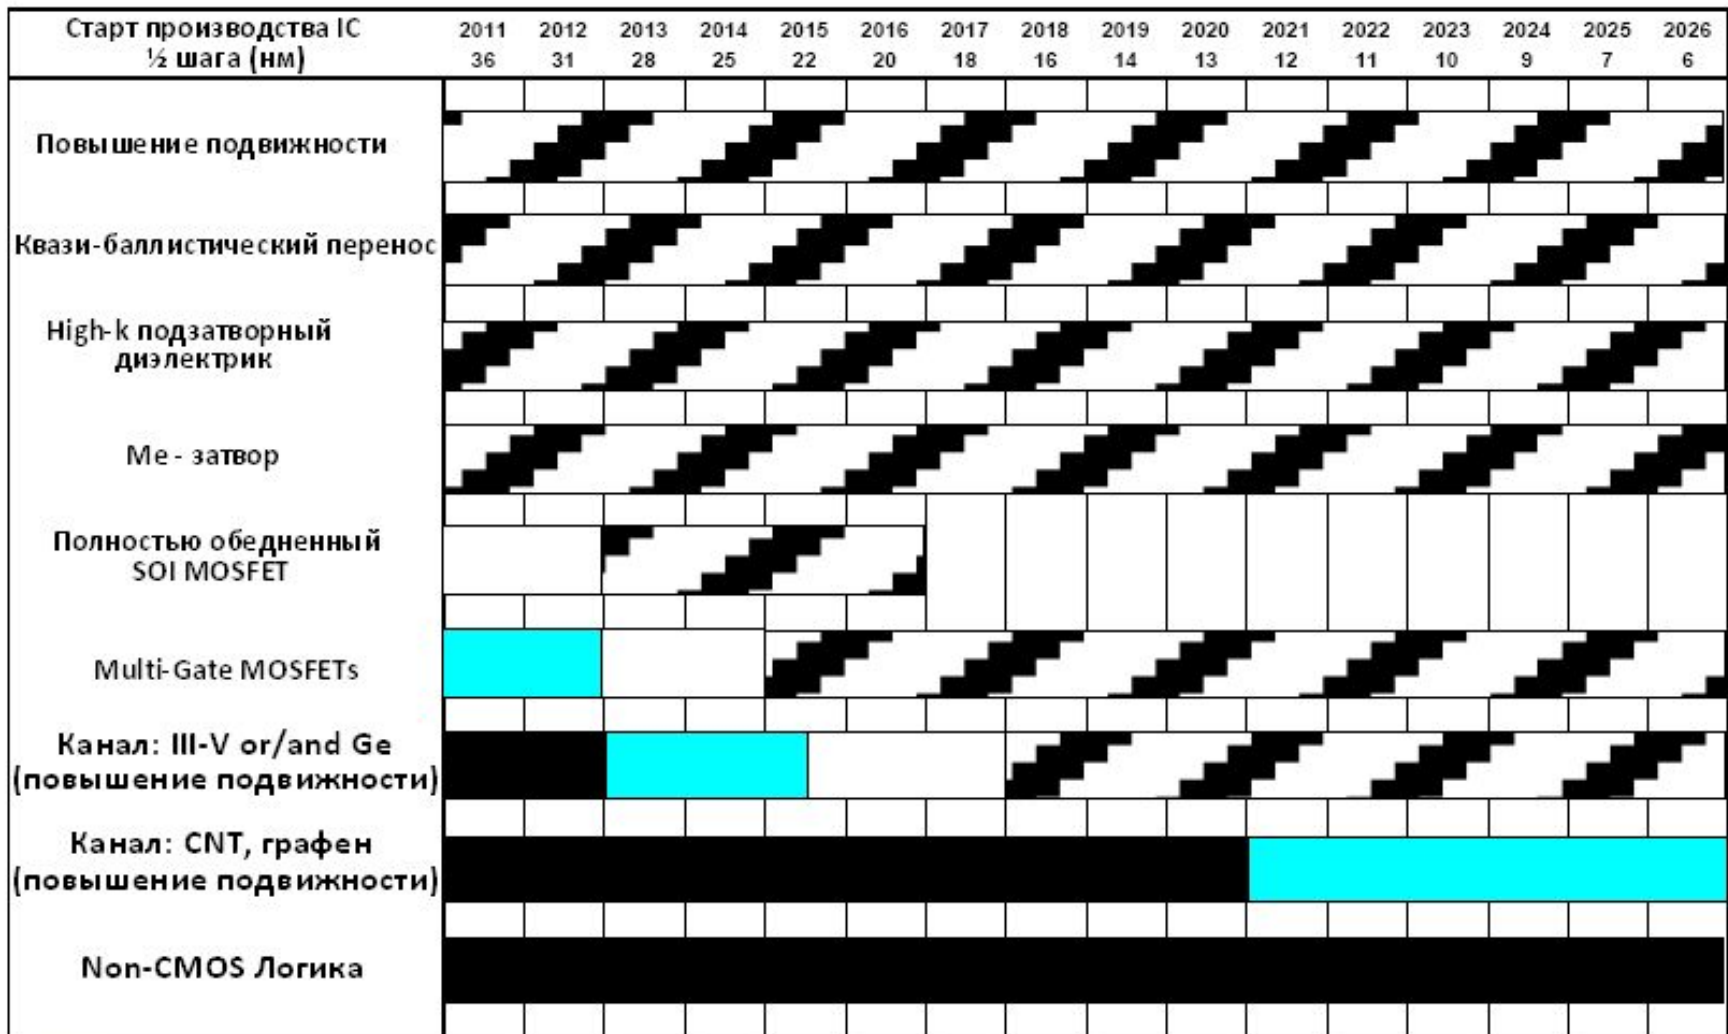 Старт производства IC
½ шага (нм)
2011 2012 2013 2014 2015 2016 2017 2018 2019 2020 2021 2022 2023 2024 2025 2026
36 31 28 25 22 20 18 16 14 13 12 11 10 9 7 6
Повышение подвижности
Квази-баллистический перенос
High-k подзатворный
диэлектрик
Me - затвор
Полностью обедненный
SOI MOSFET
Multi-Gate MOSFETs
Канал: III-V or/and Ge
(повышение подвижности)
Канал: CNT, графен
(повышение подвижности)
Non-CMOS Логика